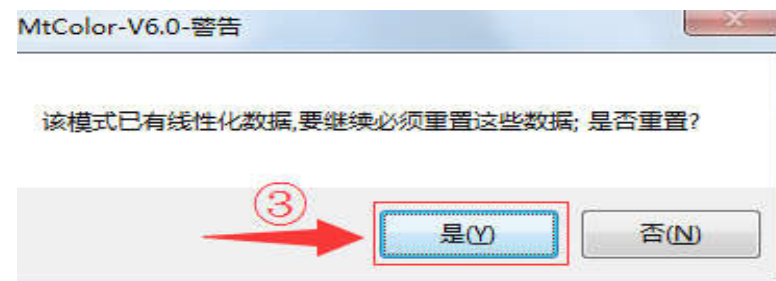 MtColor-V6.0-警告
该模式已有线性化数据,要继续必须重置这些数据; 是否重置?
③
是(Y)
否(N)